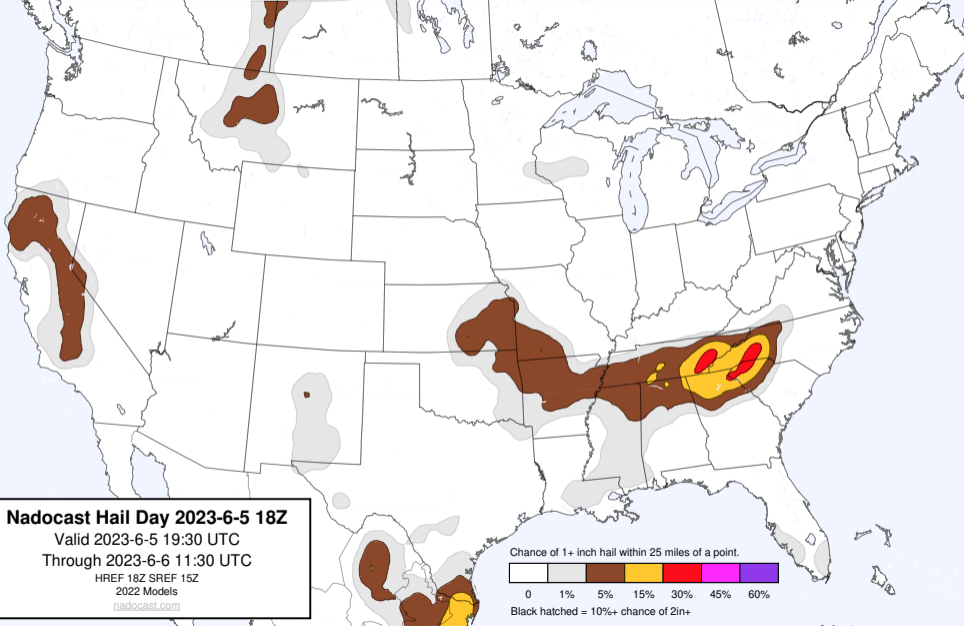 Nadocast Hail Day 2023-6-5 18Z
Valid 2023-6-5 19:30 UTC
Through 2023-6-6 11:30 UTC
HREF 18Z SREF 15Z
2022 Models
nadocast.com
Chance of 1+ inch hail within 25 miles of a point.
0 1% 5% 15% 30% 45% 60%
Black hatched = 10%+ chance of 2in+